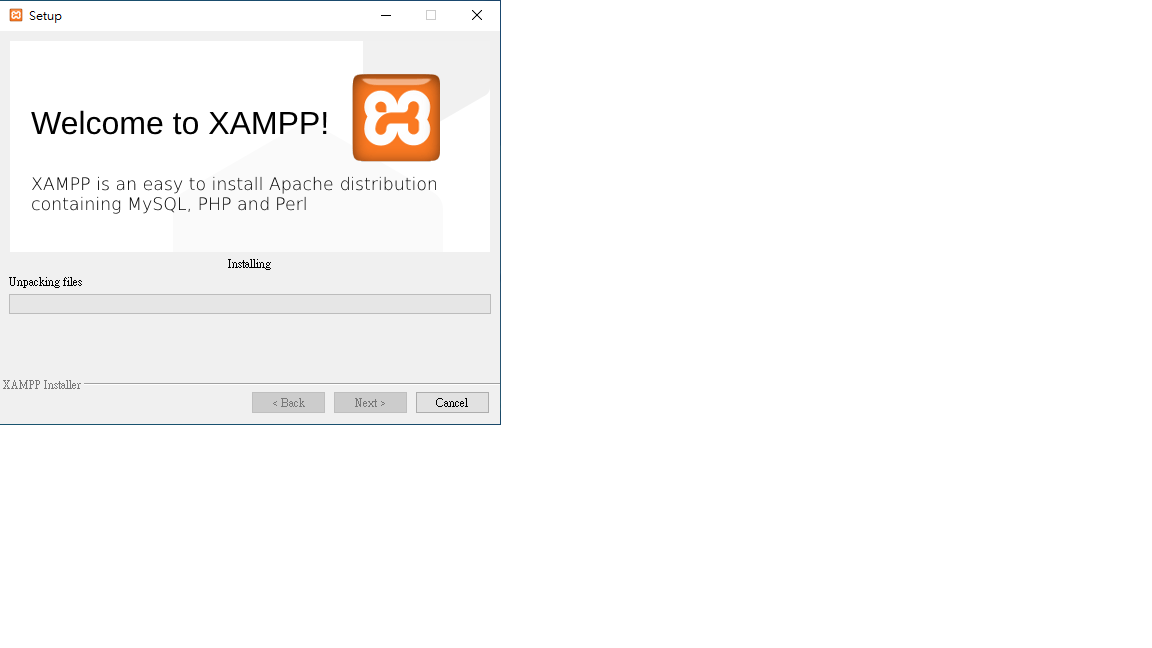 Setup
Welcome to XAMPP!
XAMPP is an easy to install Apache distribution
containing MySQL, PHP and Perl
Installing
Unpacking files
XAMPP Installer
< Back Next > Cancel